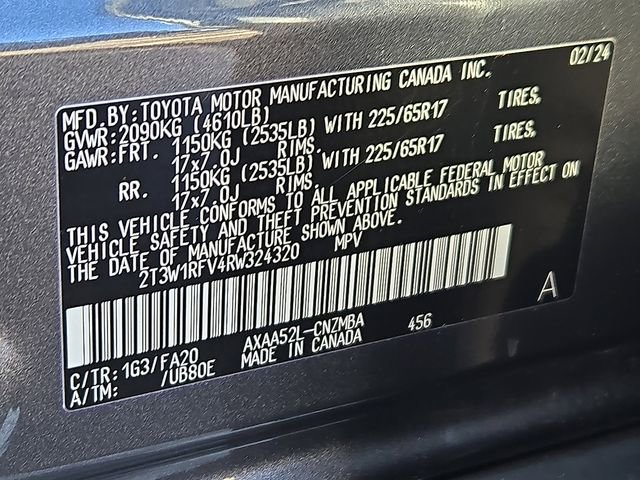 02/24
MFD.BY:TOYOTA MOTOR MANUFACTURING CANADA INC.
GVWR:2090KG (4610LB)
GAWR:FRT. 1150KG (2535LB) WITH 225/65R17 TIRES,
17x7.0J RIMS.
RR. 1150KG (2535LB) WITH 225/65R17 TIRES,
17x7.0J RIMS.
THIS VEHICLE CONFORMS TO ALL APPLICABLE FEDERAL MOTOR
VEHICLE SAFETY AND THEFT PREVENTION STANDARDS IN EFFECT ON
THE DATE OF MANUFACTURE SHOWN ABOVE.
2T3W1RFV4RW324320 MPV
A
C/TR:1G3/FA20 AXAA52L-CNZMBA 456
A/TM: /UB80E MADE IN CANADA